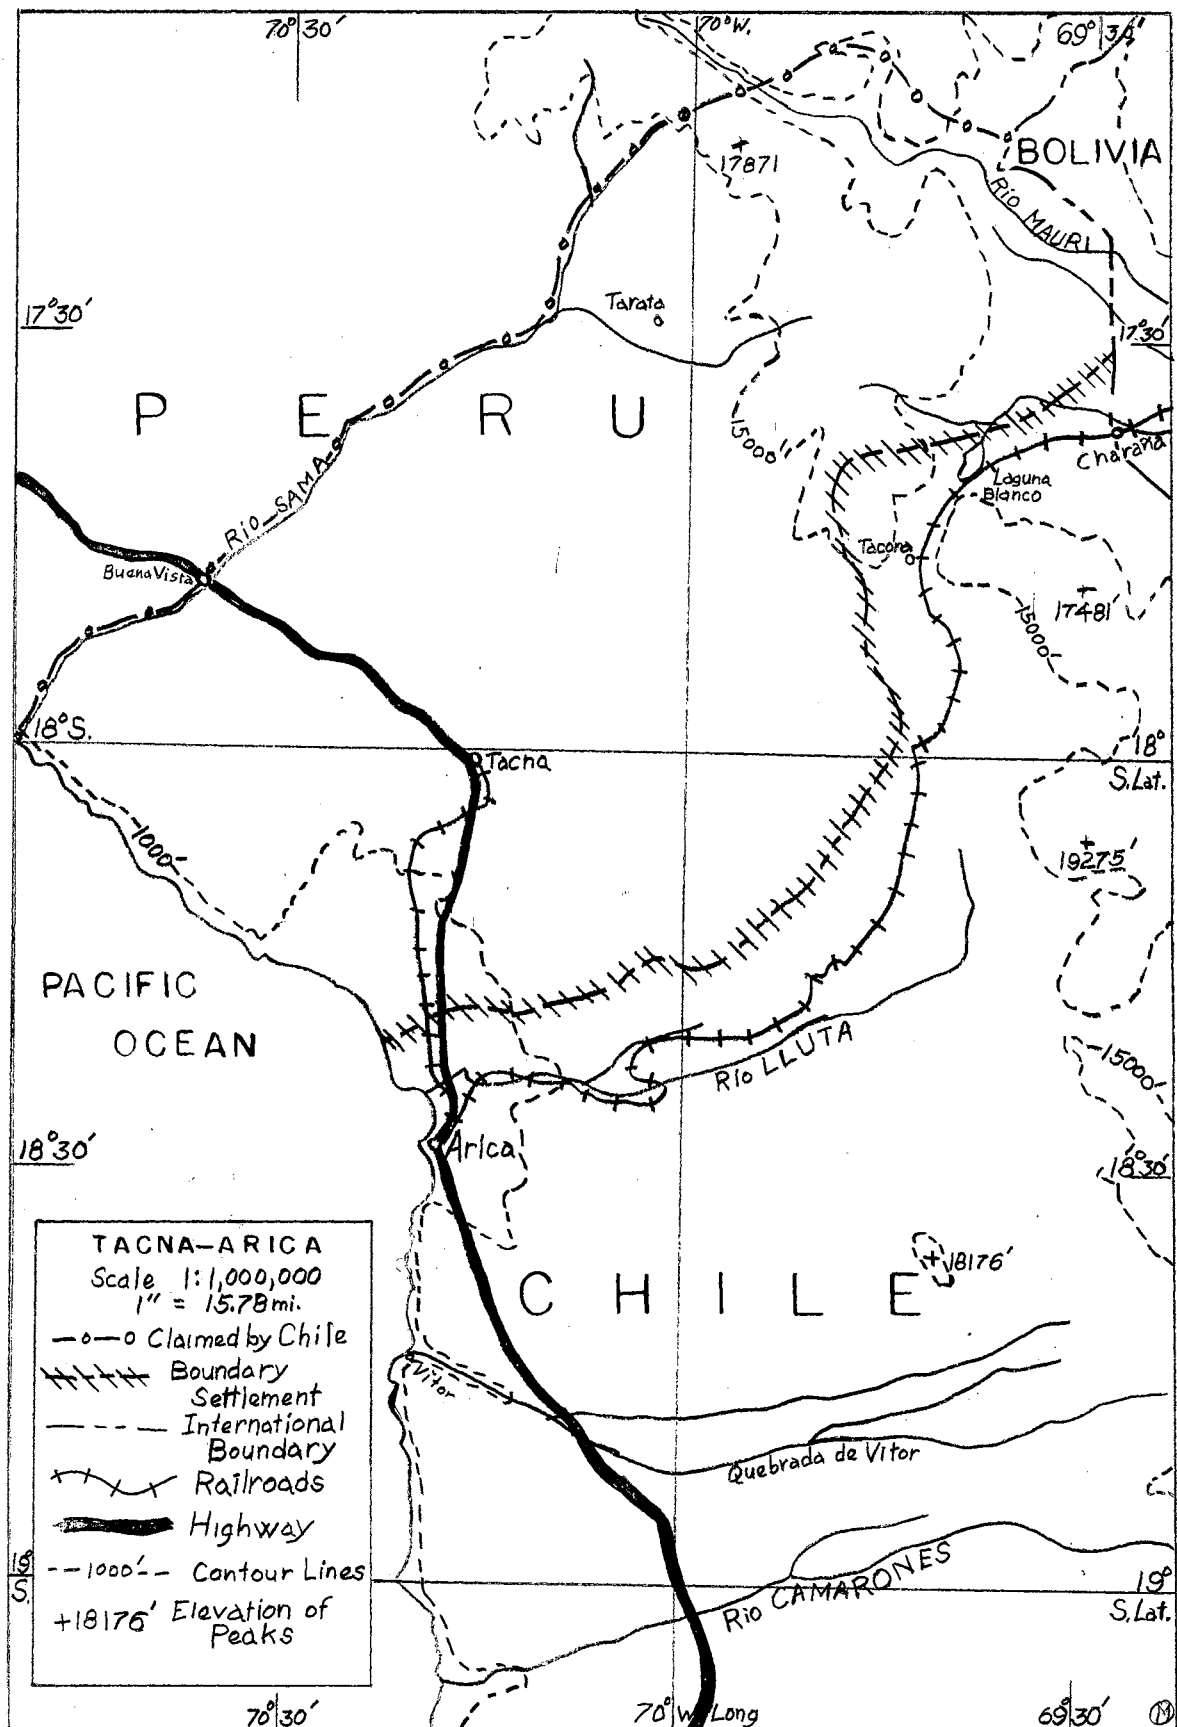 70°30′
70°W.
69°30′
17871
BOLIVIA
Rio MAURI
17°30′
Tarata
17°30′
P E R U
15000′
Charaña
Laguna
Blanco
Rio SAMA
Tacora
Buena Vista
17481′
15000′
18° S.
Tacna
18°
S. Lat.
1000′
19275′
PACIFIC
OCEAN
Rio LLUTA
15000′
18°30′
Arica
18°30′
18176′
C H I L E
Vitor
Quebrada de Vitor
19°
S.
Rio CAMARONES
19°
S. Lat.
TACNA–ARICA
Scale 1:1,000,000
1″ = 15.78 mi.
Claimed by Chile
Boundary
Settlement
International
Boundary
Railroads
Highway
1000′ Contour Lines
+18176′ Elevation of
Peaks
70°30′
70° W. Long
69°30′
M